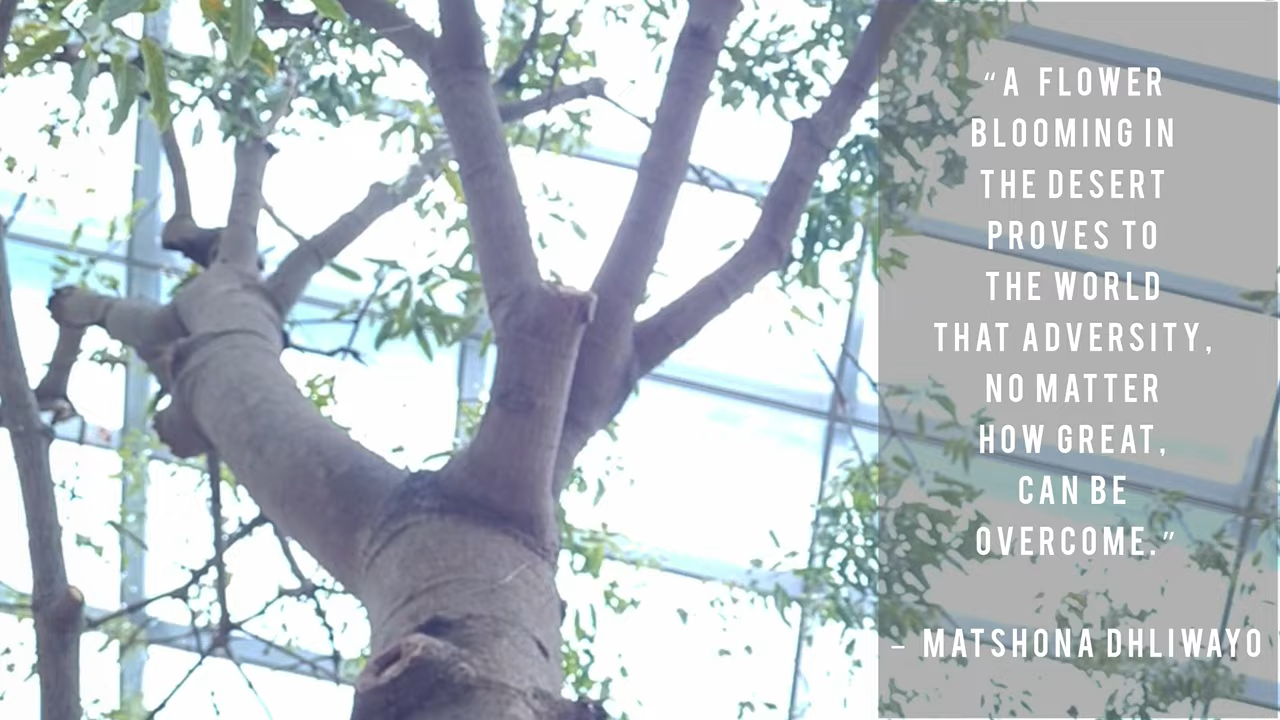 “A FLOWER
BLOOMING IN
THE DESERT
PROVES TO
THE WORLD
THAT ADVERSITY,
NO MATTER
HOW GREAT,
CAN BE
OVERCOME.”
– MATSHONA DHLIWAYO